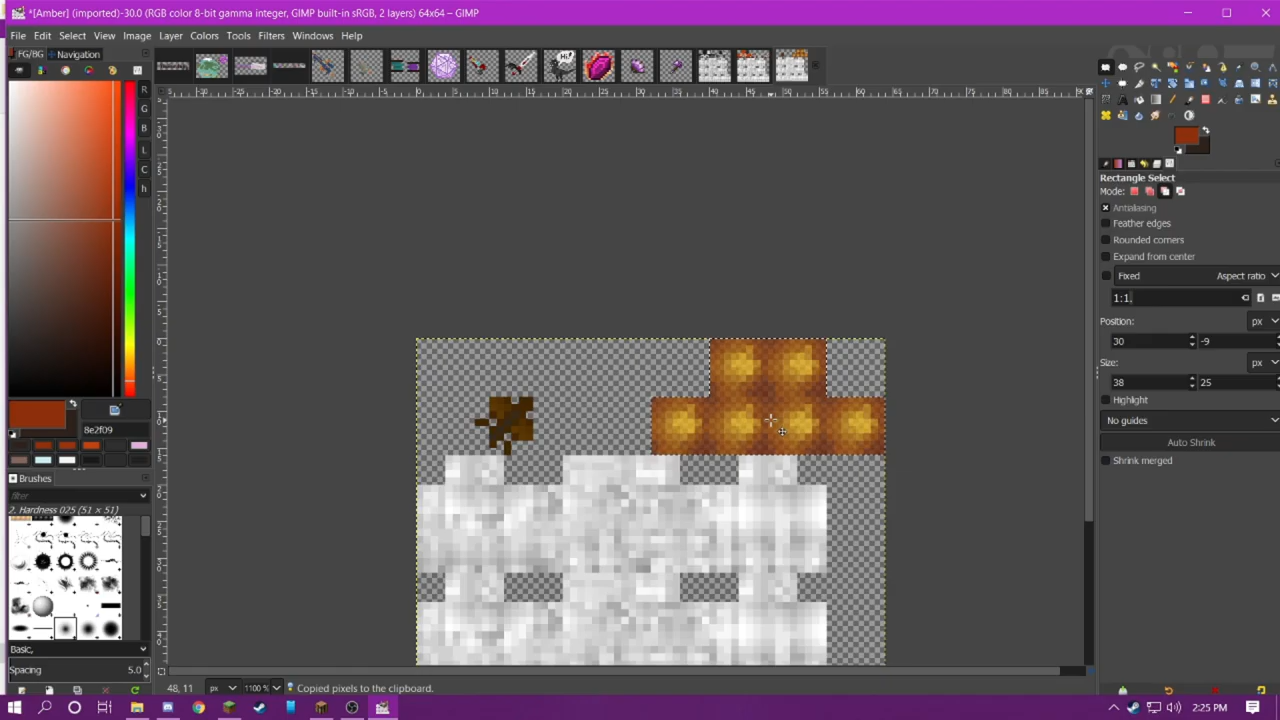 *[Amber] (imported)-30.0 (RGB color 8-bit gamma integer, GIMP built-in sRGB, 2 layers) 64x64 – GIMP
File Edit Select View Image Layer Colors Tools Filters Windows Help
FG/BG Navigation
Hi!
R
G
B
L
C
h
8e2f09
Brushes
filter
2. Hardness 025 (51 × 51)
Basic,
Spacing 5.0
Rectangle Select
Mode:
Antialiasing
Feather edges
Rounded corners
Expand from center
Fixed Aspect ratio
1:1
Position: px
30 -9
Size: px
38 25
Highlight
No guides
Auto Shrink
Shrink merged
48, 11 px 1100 % Copied pixels to the clipboard.
2:25 PM